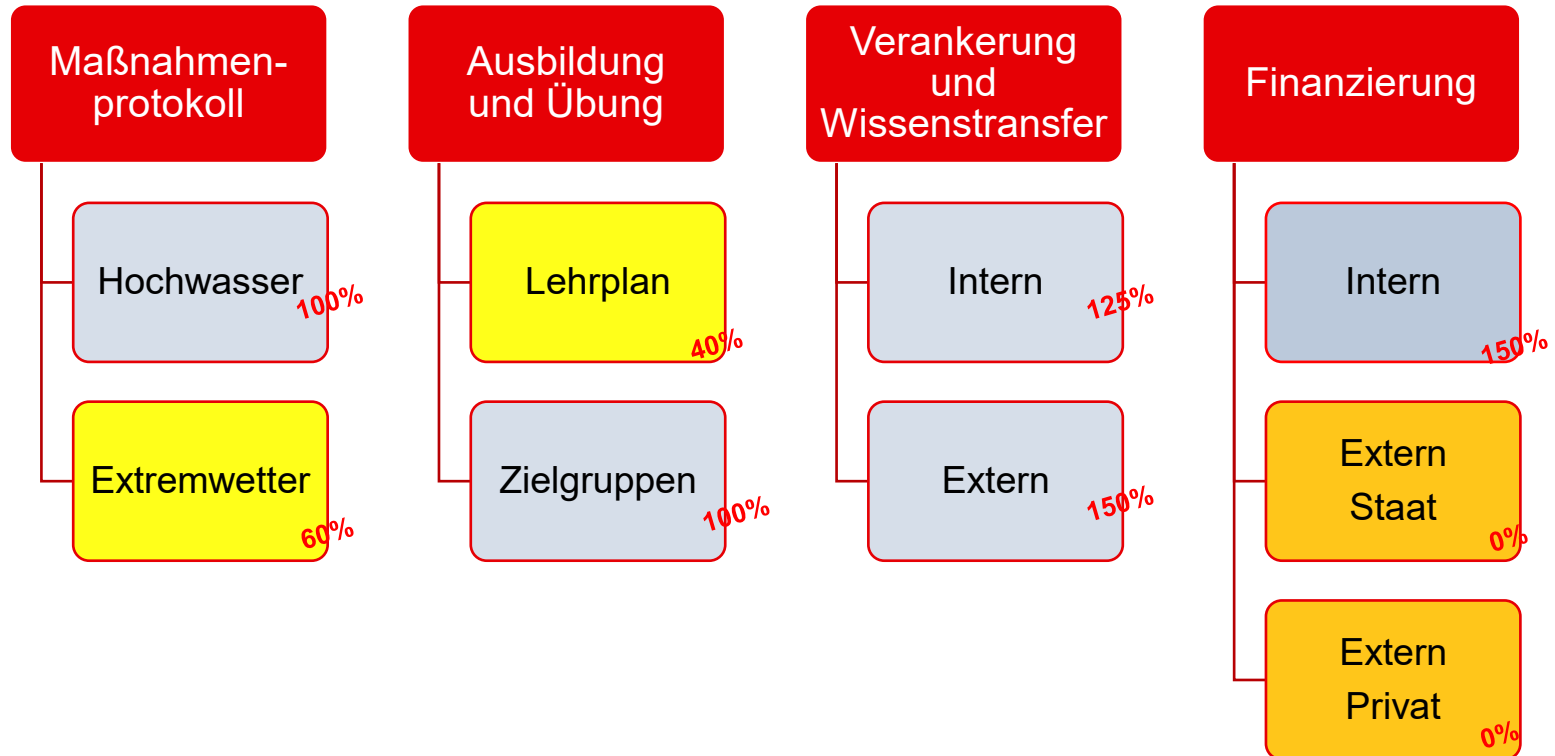 Maßnahmen-
protokoll
Hochwasser
100%
Extremwetter
60%
Ausbildung
und Übung
Lehrplan
40%
Zielgruppen
100%
Verankerung
und
Wissenstransfer
Intern
125%
Extern
150%
Finanzierung
Intern
150%
Extern
Staat
0%
Extern
Privat
0%